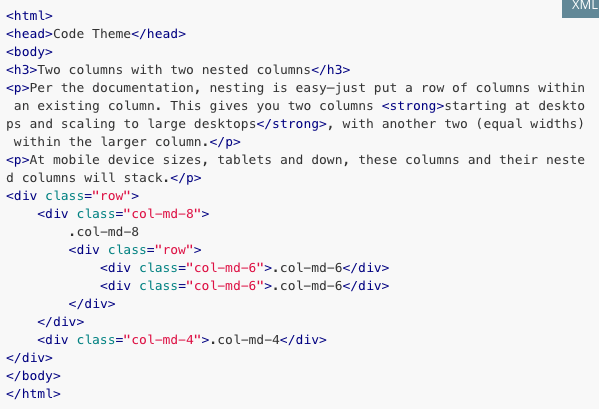 XML
<html>
<head>Code Theme</head>
<body>
<h3>Two columns with two nested columns</h3>
<p>Per the documentation, nesting is easy—just put a row of columns within
 an existing column. This gives you two columns <strong>starting at deskto
ps and scaling to large desktops</strong>, with another two (equal widths)
 within the larger column.</p>
<p>At mobile device sizes, tablets and down, these columns and their neste
d columns will stack.</p>
<div class="row">
    <div class="col-md-8">
        .col-md-8
        <div class="row">
            <div class="col-md-6">.col-md-6</div>
            <div class="col-md-6">.col-md-6</div>
        </div>
    </div>
    <div class="col-md-4">.col-md-4</div>
</div>
</body>
</html>